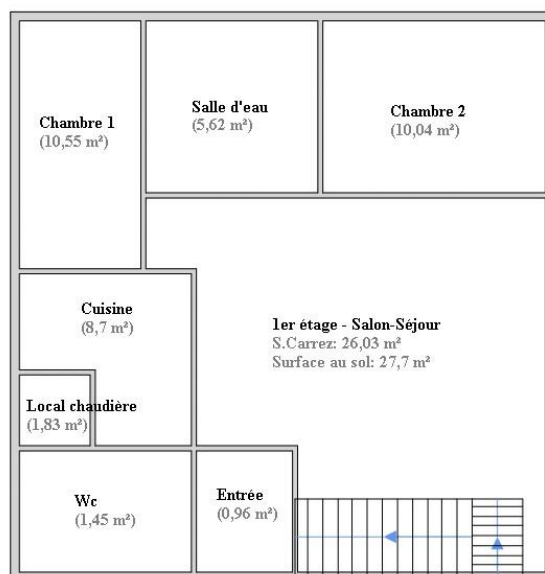 Chambre 1
(10,55 m²)
Salle d'eau
(5,62 m²)
Chambre 2
(10,04 m²)
Cuisine
(8,7 m²)
1er étage - Salon-Séjour
S.Carrez: 26,03 m²
Surface au sol: 27,7 m²
Local chaudière
(1,83 m²)
Wc
(1,45 m²)
Entrée
(0,96 m²)